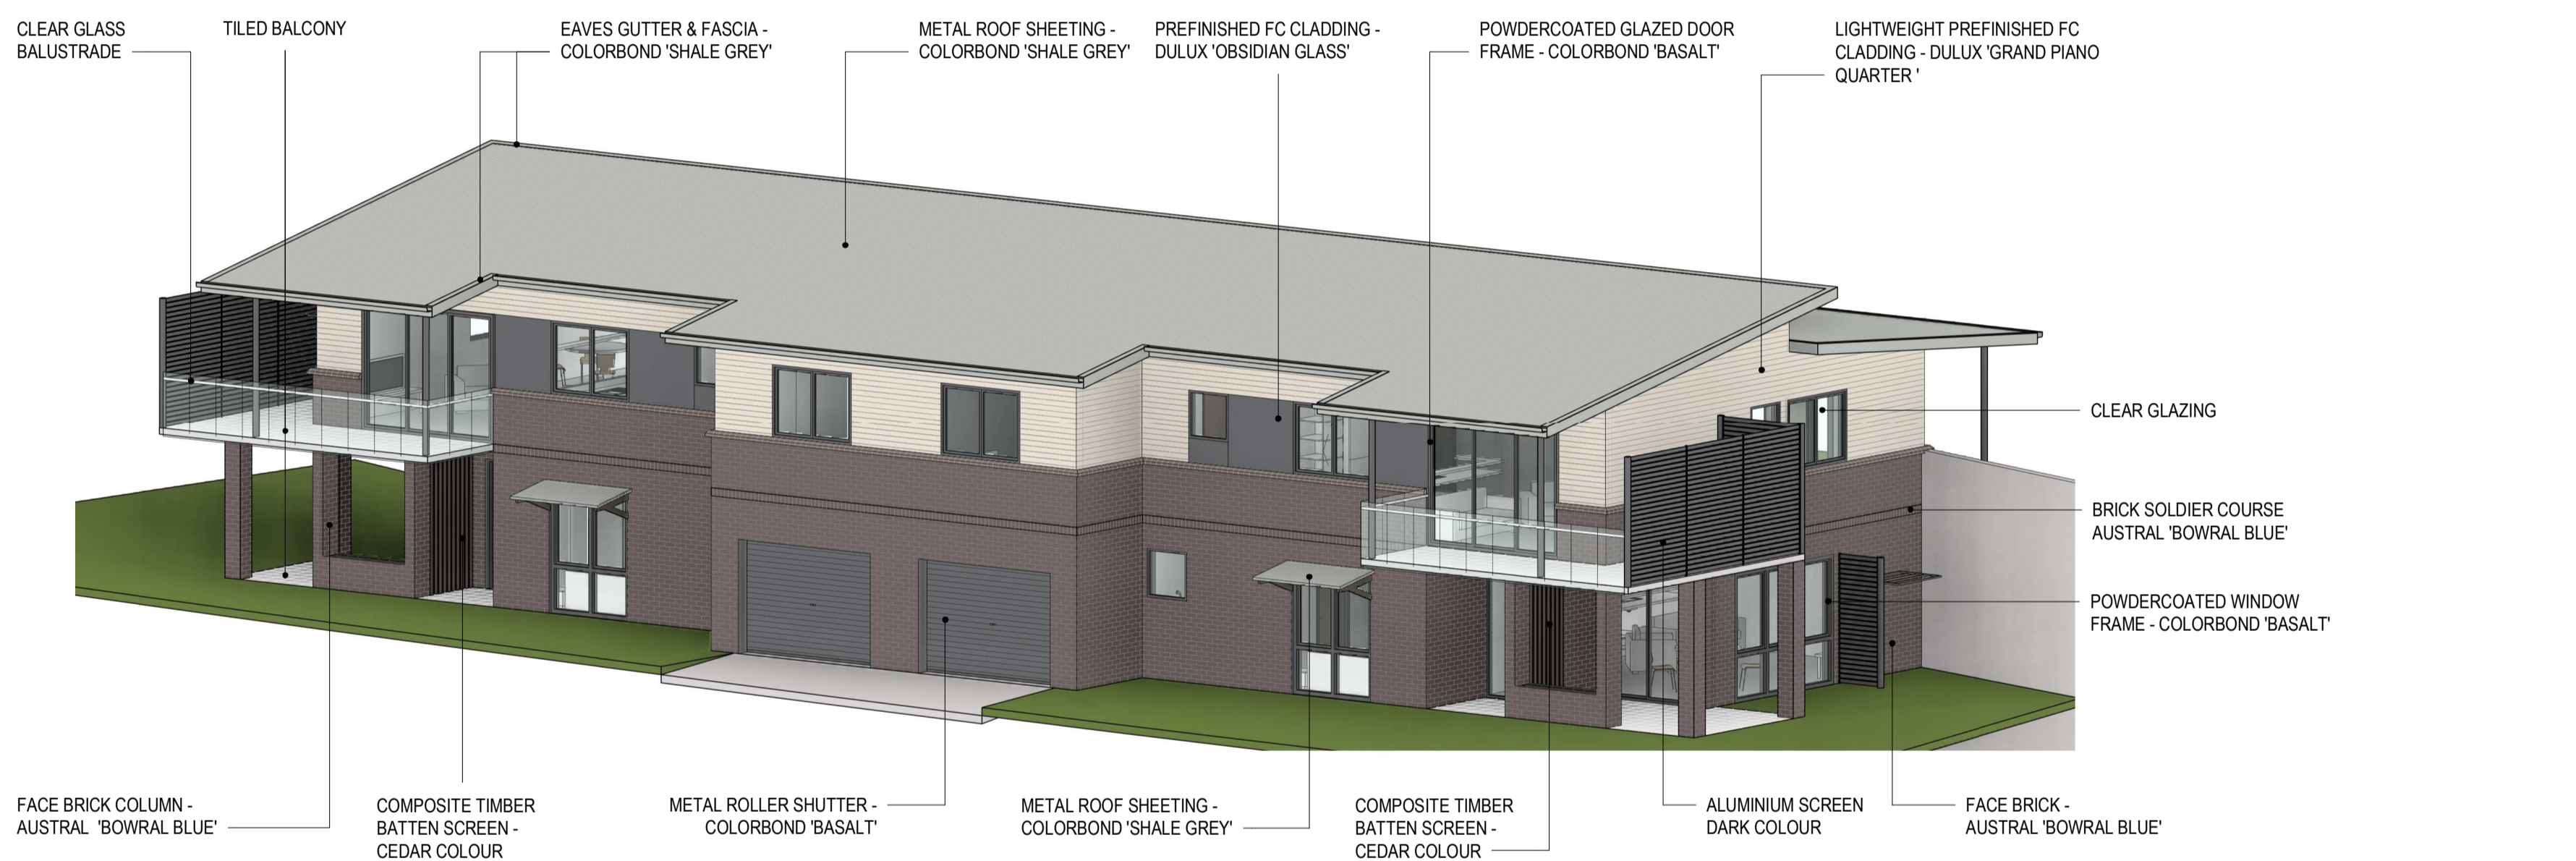 CLEAR GLASS
BALUSTRADE
TILED BALCONY
EAVES GUTTER & FASCIA -
COLORBOND 'SHALE GREY'
METAL ROOF SHEETING -
COLORBOND 'SHALE GREY'
PREFINISHED FC CLADDING -
DULUX 'OBSIDIAN GLASS'
POWDERCOATED GLAZED DOOR
FRAME - COLORBOND 'BASALT'
LIGHTWEIGHT PREFINISHED FC
CLADDING - DULUX 'GRAND PIANO
QUARTER '
CLEAR GLAZING
BRICK SOLDIER COURSE
AUSTRAL 'BOWRAL BLUE'
POWDERCOATED WINDOW
FRAME - COLORBOND 'BASALT'
FACE BRICK COLUMN -
AUSTRAL  'BOWRAL BLUE'
COMPOSITE TIMBER
BATTEN SCREEN -
CEDAR COLOUR
METAL ROLLER SHUTTER -
COLORBOND 'BASALT'
METAL ROOF SHEETING -
COLORBOND 'SHALE GREY'
COMPOSITE TIMBER
BATTEN SCREEN -
CEDAR COLOUR
ALUMINIUM SCREEN
DARK COLOUR
FACE BRICK -
AUSTRAL 'BOWRAL BLUE'